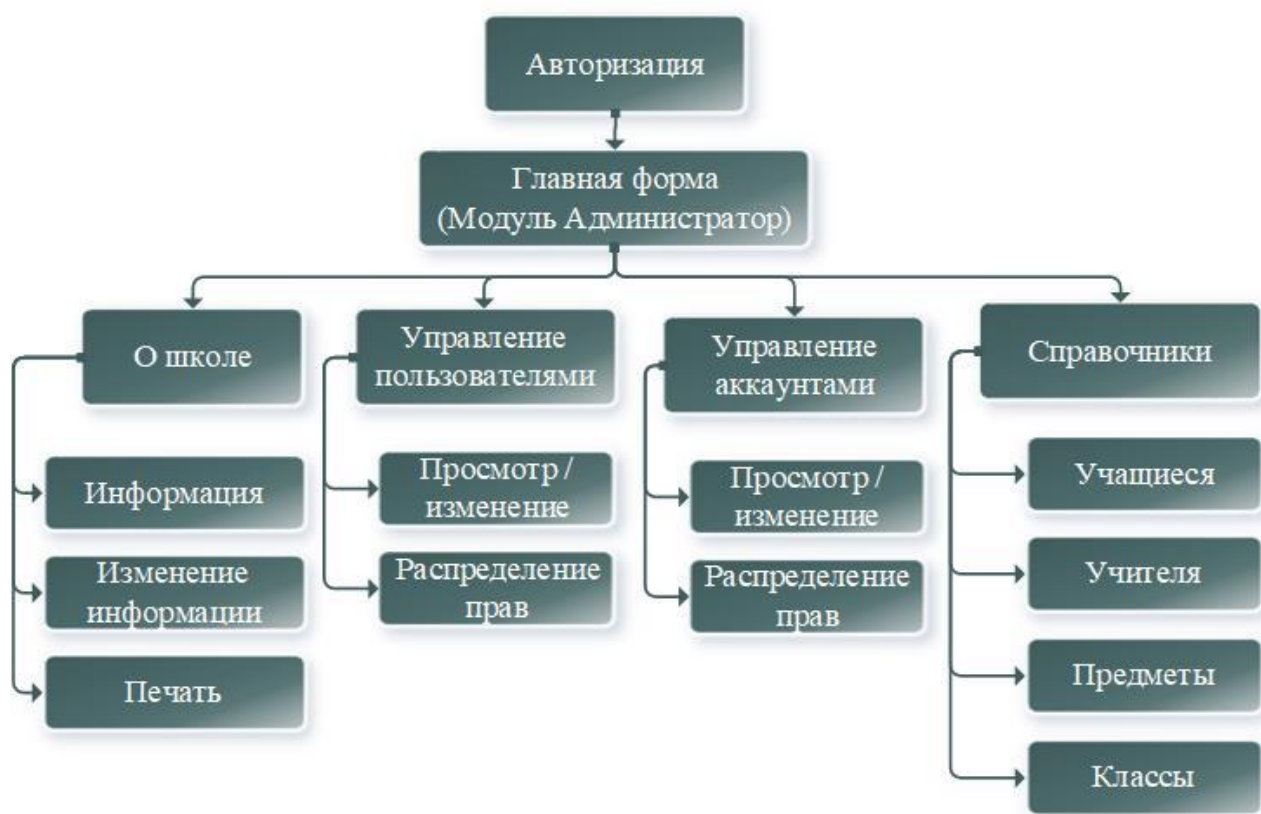 Авторизация
Главная форма
(Модуль Администратор)
О школе
Информация
Изменение
информации
Печать
Управление
пользователями
Просмотр /
изменение
Распределение
прав
Управление
аккаунтами
Просмотр /
изменение
Распределение
прав
Справочники
Учащиеся
Учителя
Предметы
Классы